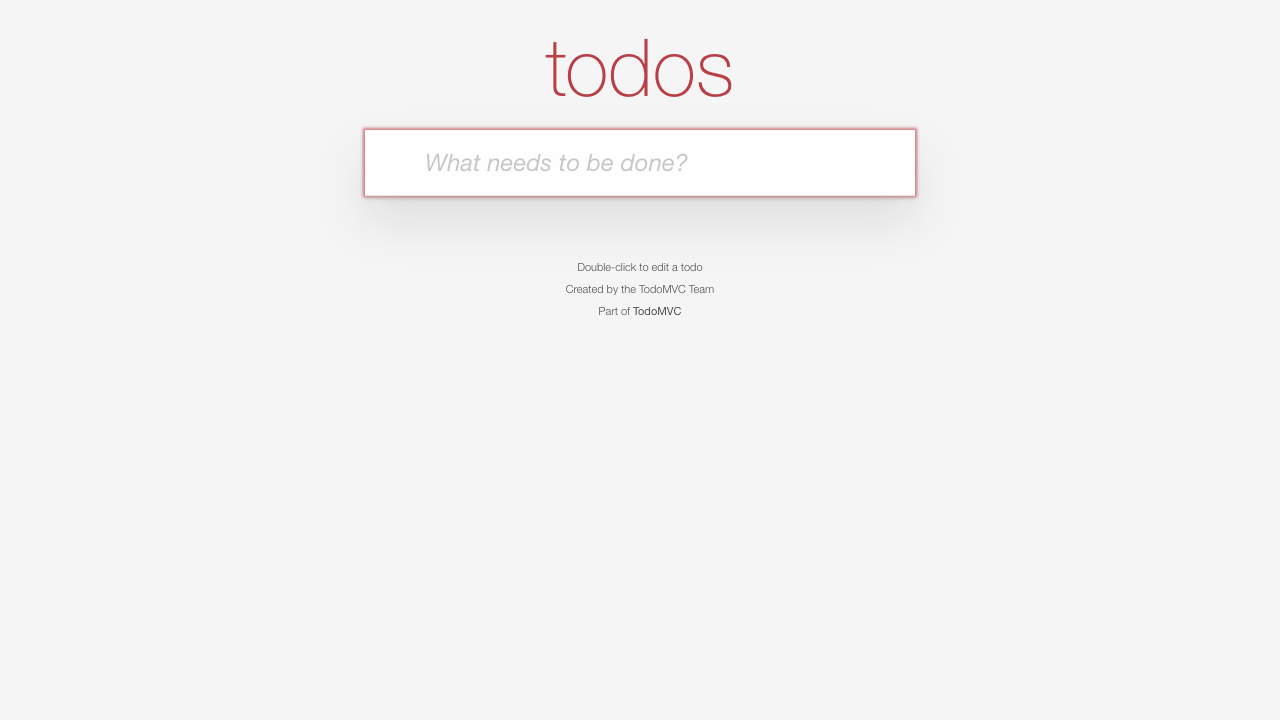 todos
What needs to be done?
Double-click to edit a todo
Created by the TodoMVC Team
Part of TodoMVC